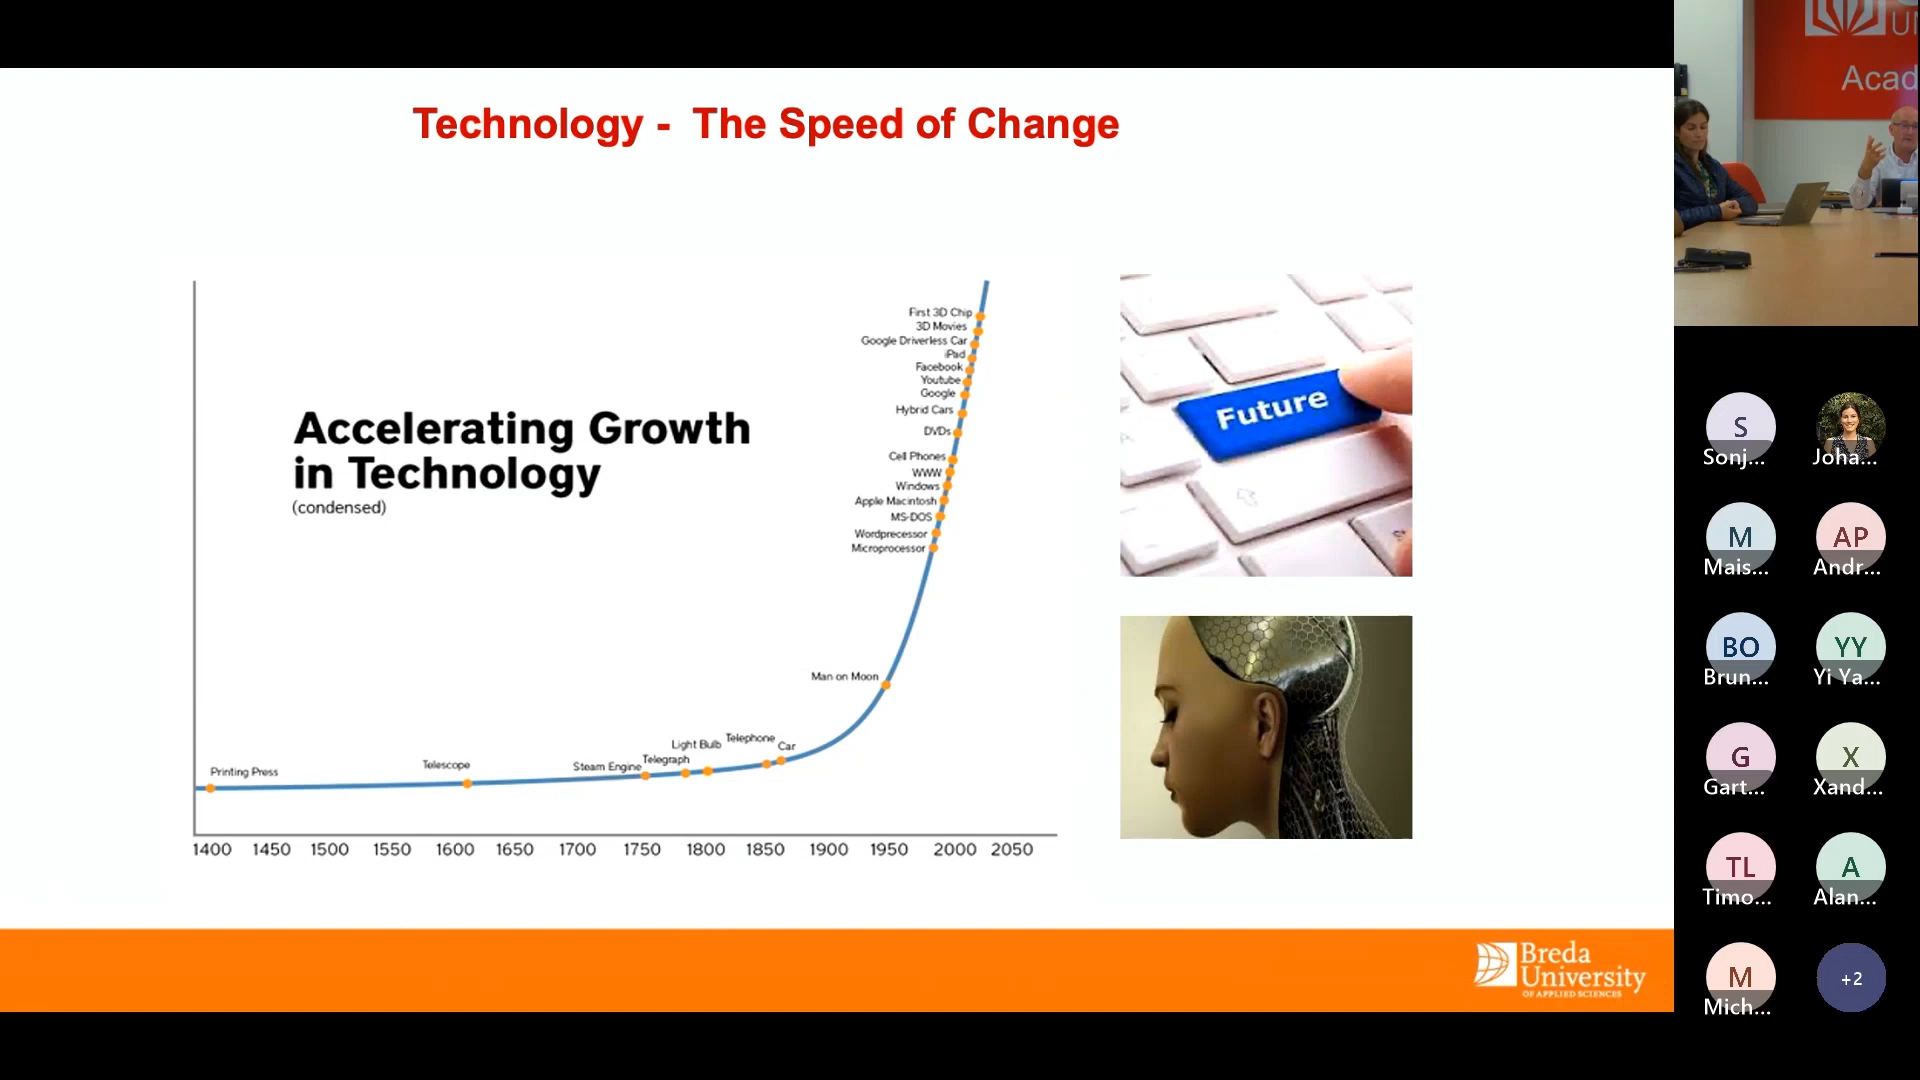 Technology - The Speed of Change
Accelerating Growth
in Technology
(condensed)
First 3D Chip
3D Movies
Google Driverless Car
iPad
Facebook
Youtube
Google
Hybrid Cars
DVDs
Cell Phones
WWW
Windows
Apple Macintosh
MS-DOS
Wordprecessor
Microprocessor
Man on Moon
Car
Telephone
Light Bulb
Telegraph
Steam Engine
Telescope
Printing Press
1400 1450 1500 1550 1600 1650 1700 1750 1800 1850 1900 1950 2000 2050
Future
Breda
University
OF APPLIED SCIENCES
Acad
S
Sonj...
Joha...
M
Mais...
AP
Andr...
BO
Brun...
YY
Yi Ya...
G
Gart...
X
Xand...
TL
Timo...
A
Alan...
M
Mich...
+2